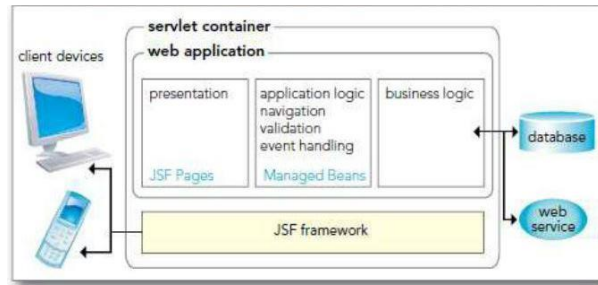 servlet container
web application
client devices
presentation
JSF Pages
application logic
navigation
validation
event handling
Managed Beans
business logic
database
web
service
JSF framework